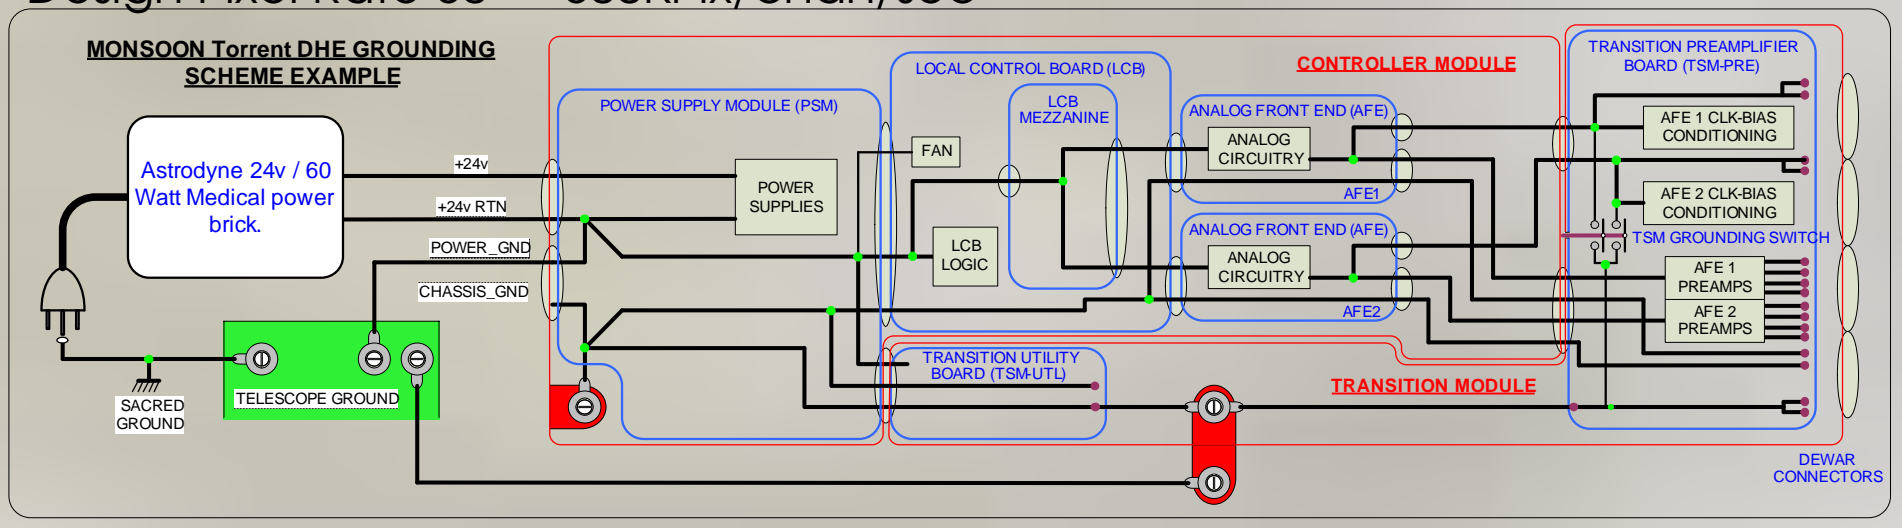 Design Pixel Rate 
MONSOON Torrent DHE GROUNDING
SCHEME EXAMPLE
Astrodyne 24v / 60
Watt Medical power
brick.
+24v
+24v RTN
POWER_GND
CHASSIS_GND
SACRED
GROUND
TELESCOPE GROUND
POWER SUPPLY MODULE (PSM)
POWER
SUPPLIES
LOCAL CONTROL BOARD (LCB)
LCB
MEZZANINE
FAN
LCB
LOGIC
CONTROLLER MODULE
ANALOG FRONT END (AFE)
ANALOG
CIRCUITRY
AFE1
ANALOG FRONT END (AFE)
ANALOG
CIRCUITRY
AFE2
TRANSITION UTILITY
BOARD (TSM-UTL)
TRANSITION MODULE
TRANSITION PREAMPLIFIER
BOARD (TSM-PRE)
AFE 1 CLK-BIAS
CONDITIONING
AFE 2 CLK-BIAS
CONDITIONING
TSM GROUNDING SWITCH
AFE 1
PREAMPS
AFE 2
PREAMPS
DEWAR
CONNECTORS